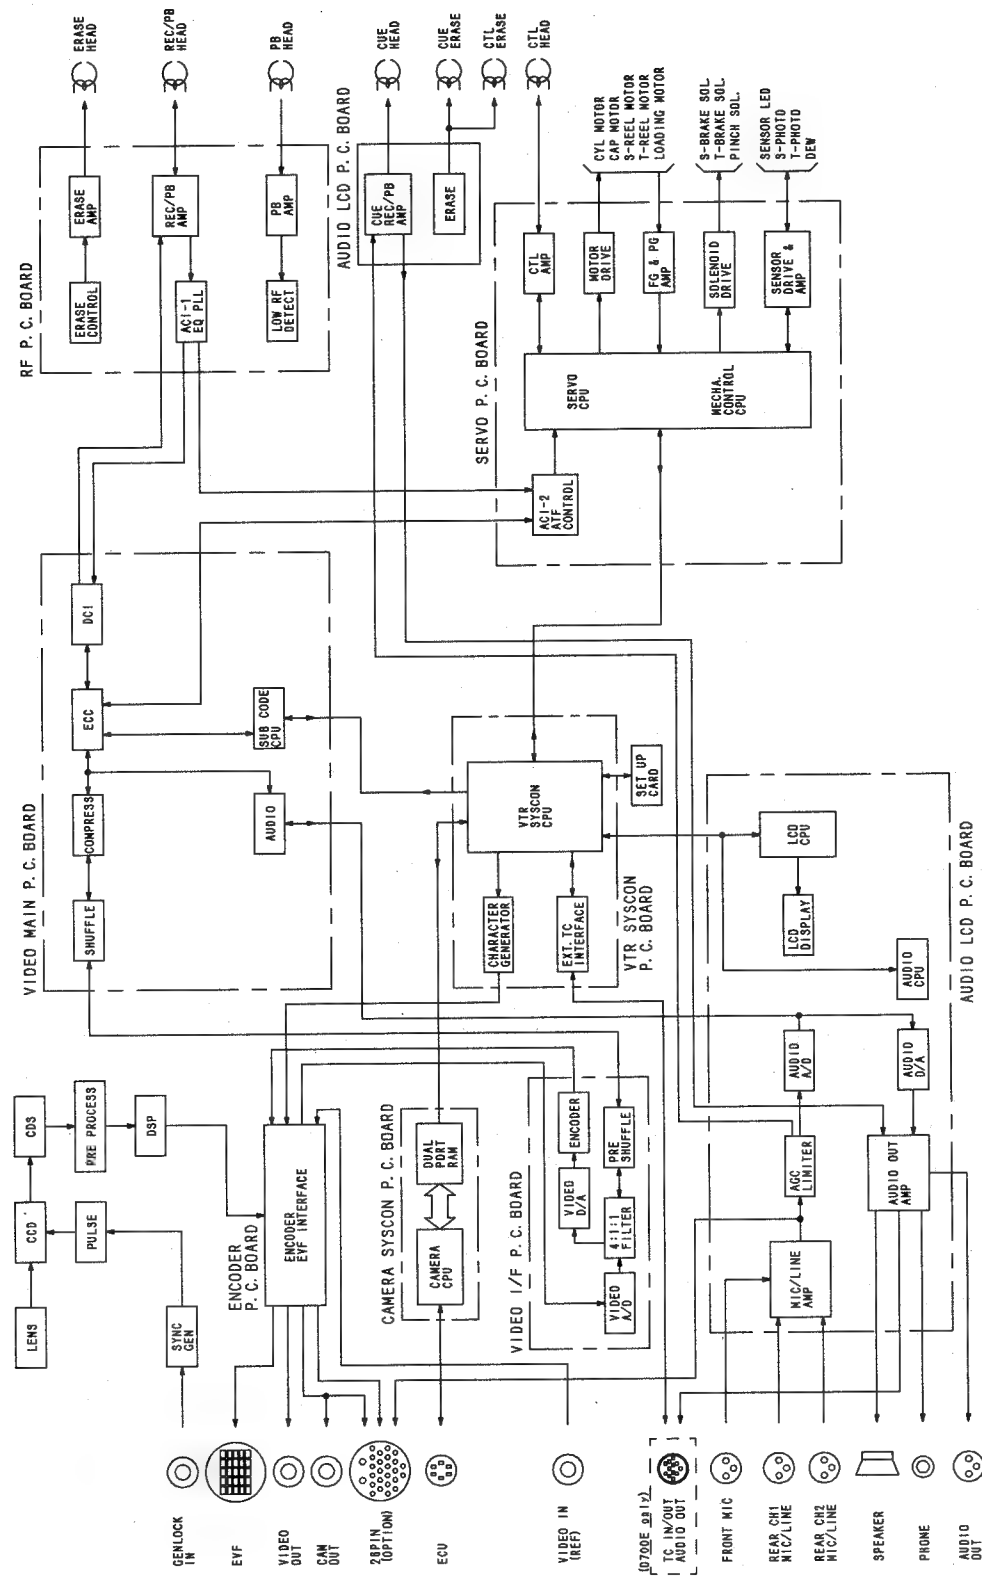 GENLOCK
IN
EVF
VIDEO
OUT
CAM
OUT
26PIN
(OPTION)
ECU
VIDEO IN
(REF)
(D700E only)
TC IN/OUT
AUDIO OUT
FRONT MIC
REAR CH1
MIC/LINE
REAR CH2
MIC/LINE
SPEAKER
PHONE
AUDIO
OUT
LENS
CCD
CDS
SYNC
GEN
PULSE
PRE PROCESS
DSP
ENCODER
P. C. BOARD
ENCODER
EVF INTERFACE
CAMERA SYSCON P. C. BOARD
CAMERA
CPU
DUAL
PORT
RAM
VIDEO I/F P. C. BOARD
VIDEO
A/D
4:1:1
FILTER
VIDEO
D/A
ENCODER
PRE
SHUFFLE
MIC/LINE
AMP
AGC
LIMITER
AUDIO
A/D
AUDIO OUT
AMP
AUDIO
D/A
AUDIO
CPU
LCD
DISPLAY
LCD
CPU
AUDIO LCD P. C. BOARD
VIDEO MAIN P. C. BOARD
SHUFFLE
COMPRESS
ECC
DCI
AUDIO
SUB CODE
CPU
CHARACTER
GENERATOR
EXT. TC
INTERFACE
VTR
SYSCON
CPU
SET UP
CARD
VTR SYSCON
P. C. BOARD
RF P. C. BOARD
ERASE
CONTROL
ERASE
AMP
ACI-1
EQ PLL
REC/PB
AMP
LOW RF
DETECT
PB
AMP
AUDIO LCD P. C. BOARD
CUE
REC/PB
AMP
ERASE
SERVO P. C. BOARD
ACI-2
ATF
CONTROL
SERVO
CPU
MECHA.
CONTROL
CPU
CTL
AMP
MOTOR
DRIVE
FG & PG
AMP
SOLENOID
DRIVE
SENSOR
DRIVE &
AMP
ERASE
HEAD
REC/PB
HEAD
PB
HEAD
CUE
HEAD
CUE
ERASE
CTL
ERASE
CTL
HEAD
CYL MOTOR
CAP MOTOR
S-REEL MOTOR
T-REEL MOTOR
LOADING MOTOR
S-BRAKE SOL.
T-BRAKE SOL.
PINCH SOL.
SENSOR LED
S-PHOTO
T-PHOTO
DEW